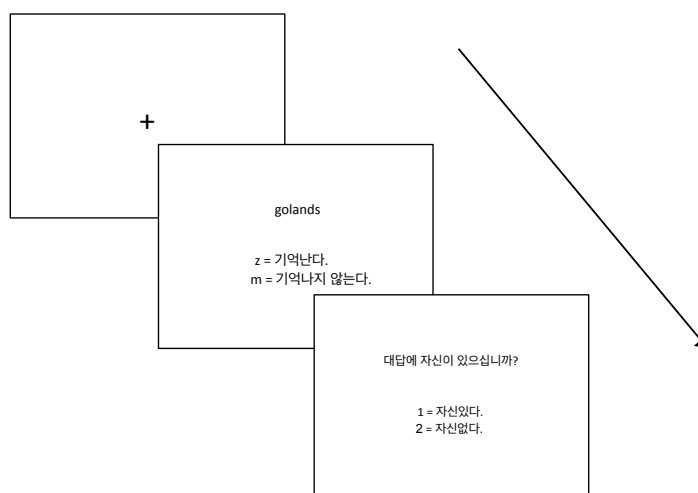 +
golands
z = 기억난다.
m = 기억나지 않는다.
대답에 자신이 있으십니까?
1 = 자신있다.
2 = 자신없다.